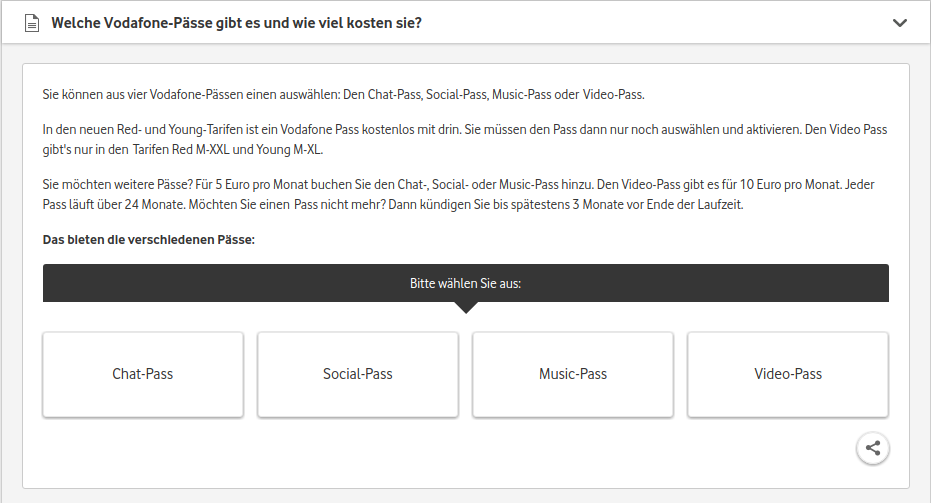 Welche Vodafone-Pässe gibt es und wie viel kosten sie?
Sie können aus vier Vodafone-Pässen einen auswählen: Den Chat-Pass, Social-Pass, Music-Pass oder Video-Pass.
In den neuen Red- und Young-Tarifen ist ein Vodafone Pass kostenlos mit drin. Sie müssen den Pass dann nur noch auswählen und aktivieren. Den Video Pass
gibt's nur in den Tarifen Red M-XXL und Young M-XL.
Sie möchten weitere Pässe? Für 5 Euro pro Monat buchen Sie den Chat-, Social- oder Music-Pass hinzu. Den Video-Pass gibt es für 10 Euro pro Monat. Jeder
Pass läuft über 24 Monate. Möchten Sie einen Pass nicht mehr? Dann kündigen Sie bis spätestens 3 Monate vor Ende der Laufzeit.
Das bieten die verschiedenen Pässe:
Bitte wählen Sie aus:
Chat-Pass
Social-Pass
Music-Pass
Video-Pass